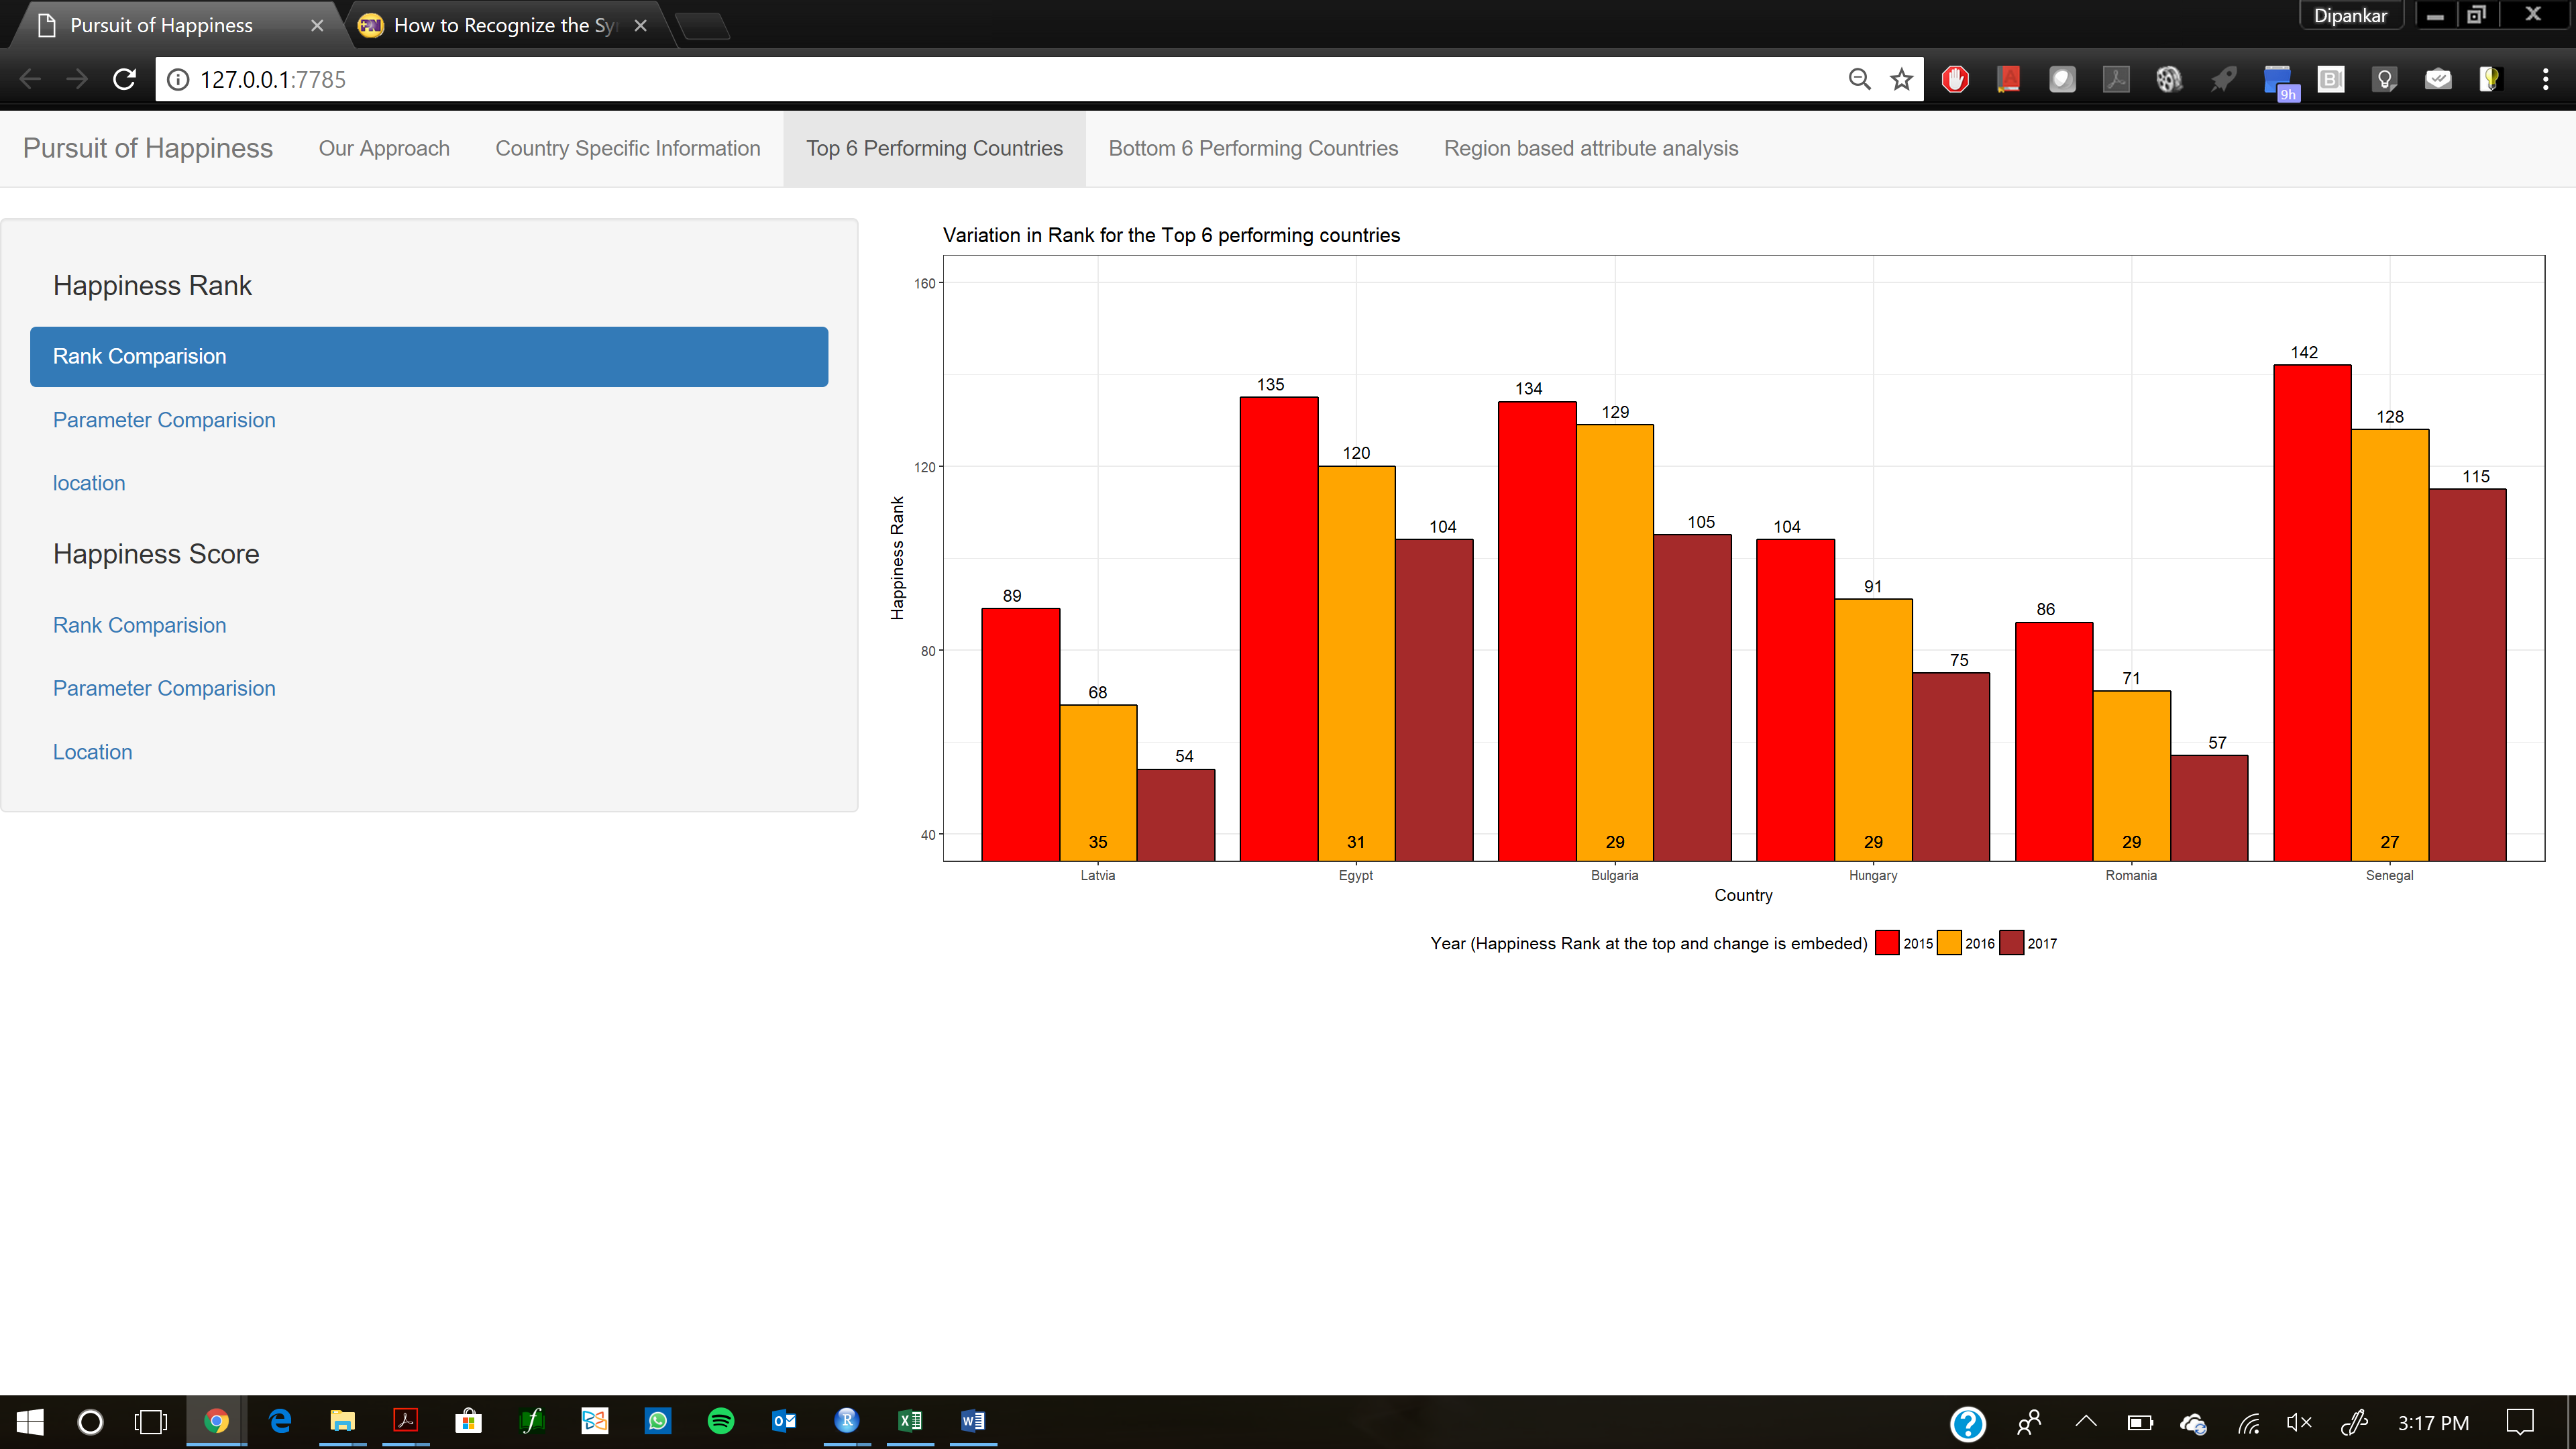 Pursuit of Happiness
How to Recognize the Sy
Dipankar
127.0.0.1:7785
9h
Pursuit of Happiness Our Approach Country Specific Information Top 6 Performing Countries Bottom 6 Performing Countries Region based attribute analysis
Happiness Rank
Rank Comparision
Parameter Comparision
location
Happiness Score
Rank Comparision
Parameter Comparision
Location
Variation in Rank for the Top 6 performing countries
Happiness Rank
160
120
80
40
89 68 54
135 120 104
134 129 105
104 91 75
86 71 57
142 128 115
35 31 29 29 29 27
Latvia Egypt Bulgaria Hungary Romania Senegal
Country
Year (Happiness Rank at the top and change is embeded) 2015 2016 2017
3:17 PM